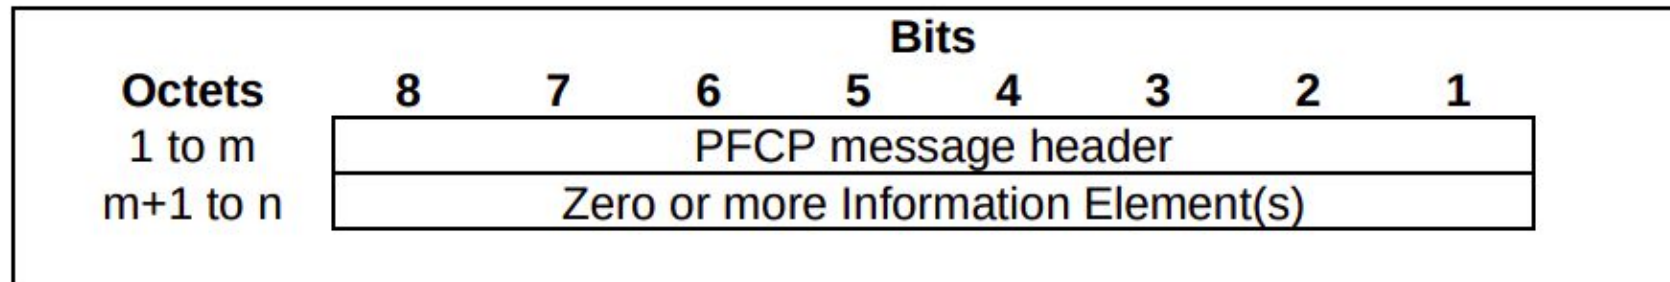 Bits
Octets 8 7 6 5 4 3 2 1
1 to m PFCP message header
m+1 to n Zero or more Information Element(s)